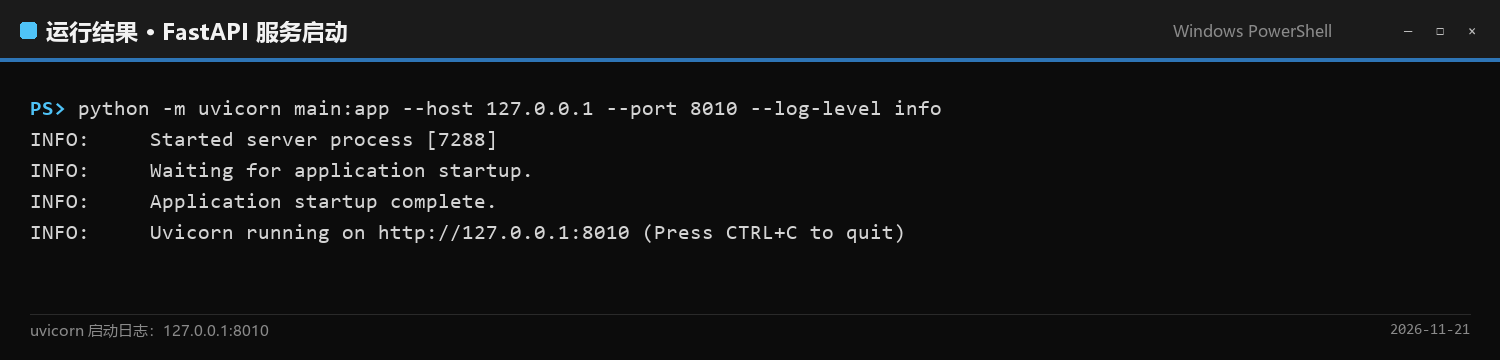 运行结果 • FastAPI 服务启动 Windows PowerShell
PS> python -m uvicorn main:app --host 127.0.0.1 --port 8010 --log-level info
INFO:     Started server process [7288]
INFO:     Waiting for application startup.
INFO:     Application startup complete.
INFO:     Uvicorn running on http://127.0.0.1:8010 (Press CTRL+C to quit)
uvicorn 启动日志：127.0.0.1:8010 2026-11-21